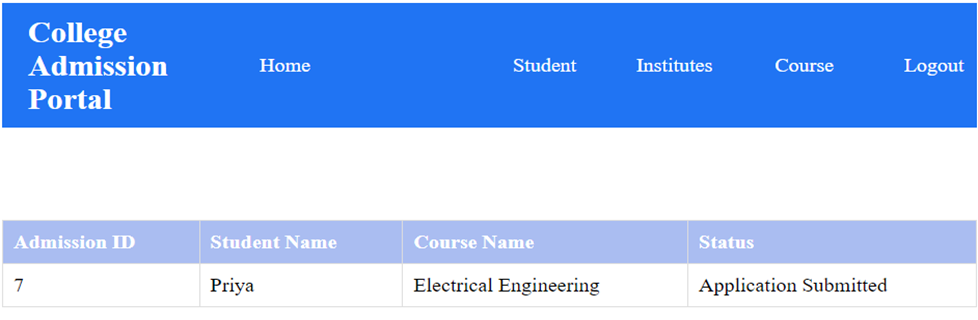 College
Admission
Portal
Home Student Institutes Course Logout
Admission ID Student Name Course Name Status
7 Priya Electrical Engineering Application Submitted